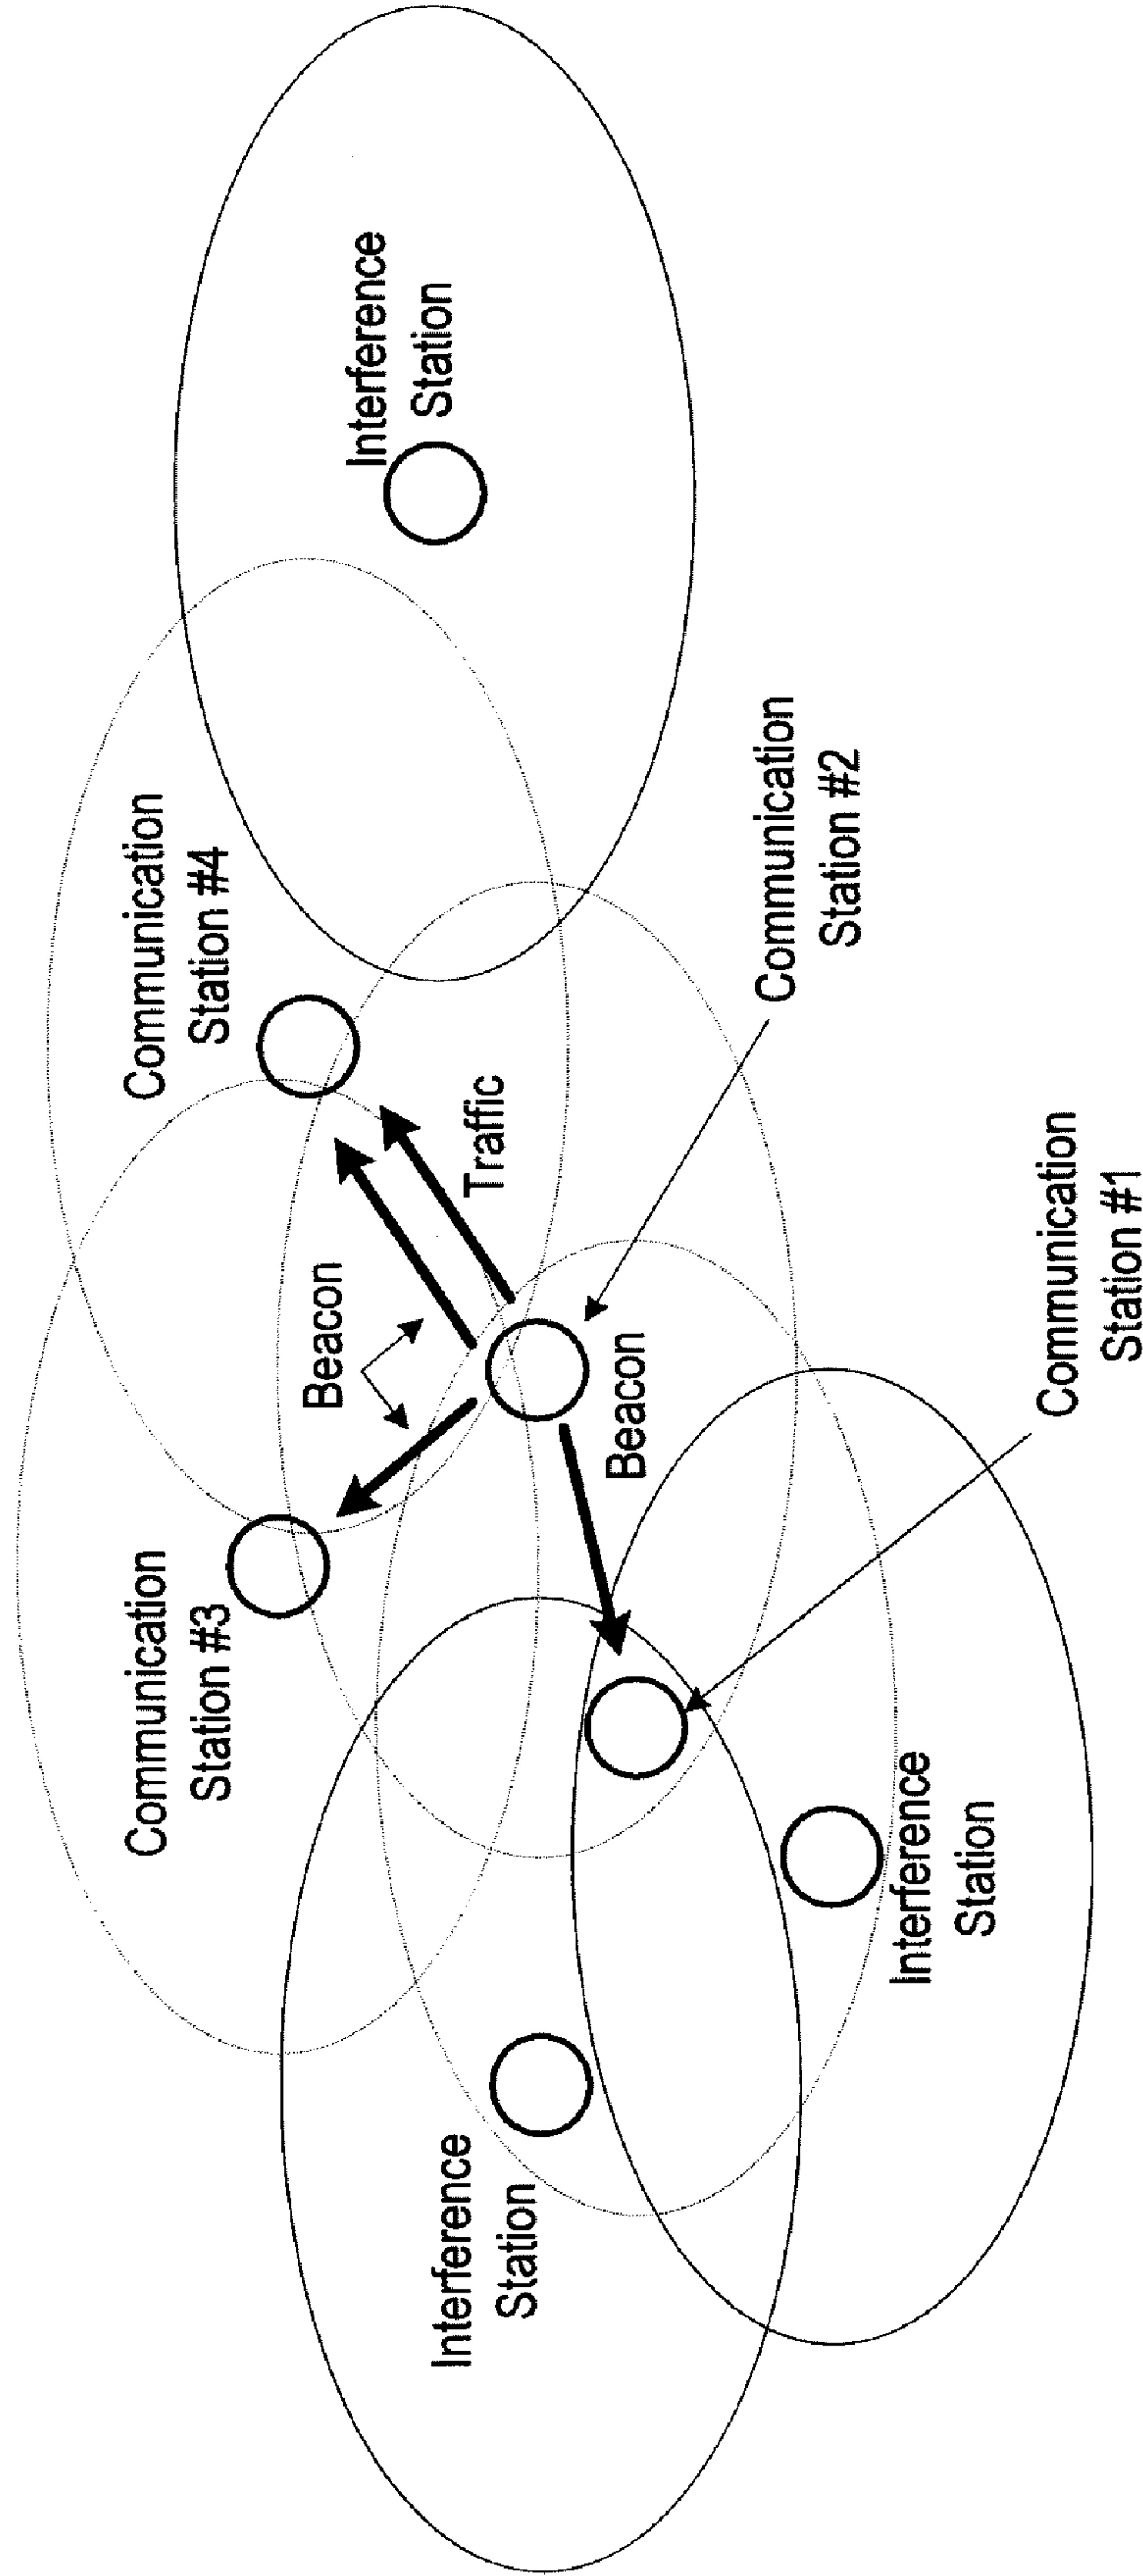 Communication
Station #3
Communication
Station #4
Interference
Station
Beacon
Traffic
Interference
Station
Beacon
Communication
Station #2
Interference
Station
Communication
Station #1